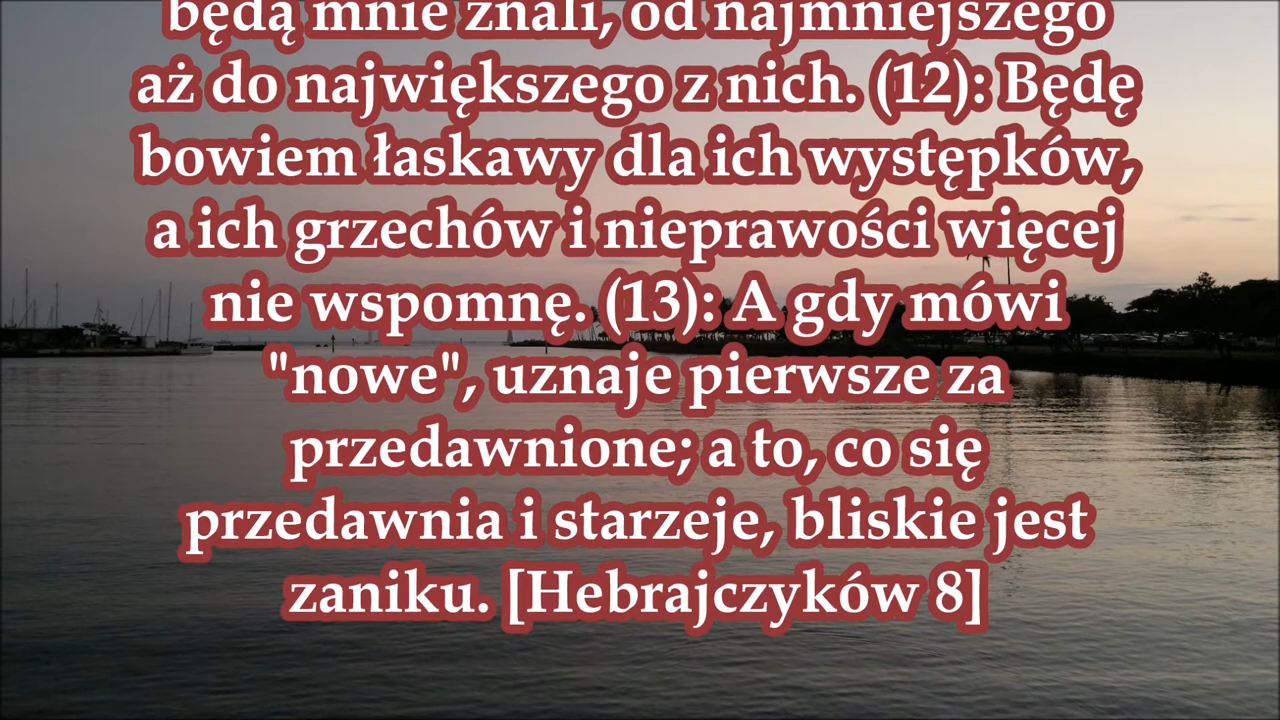 będą mnie znali, od najmniejszego
aż do największego z nich. (12): Będę
bowiem łaskawy dla ich występków,
a ich grzechów i nieprawości więcej
nie wspomnę. (13): A gdy mówi
"nowe", uznaje pierwsze za
przedawnione; a to, co się
przedawnia i starzeje, bliskie jest
zaniku. [Hebrajczyków 8]